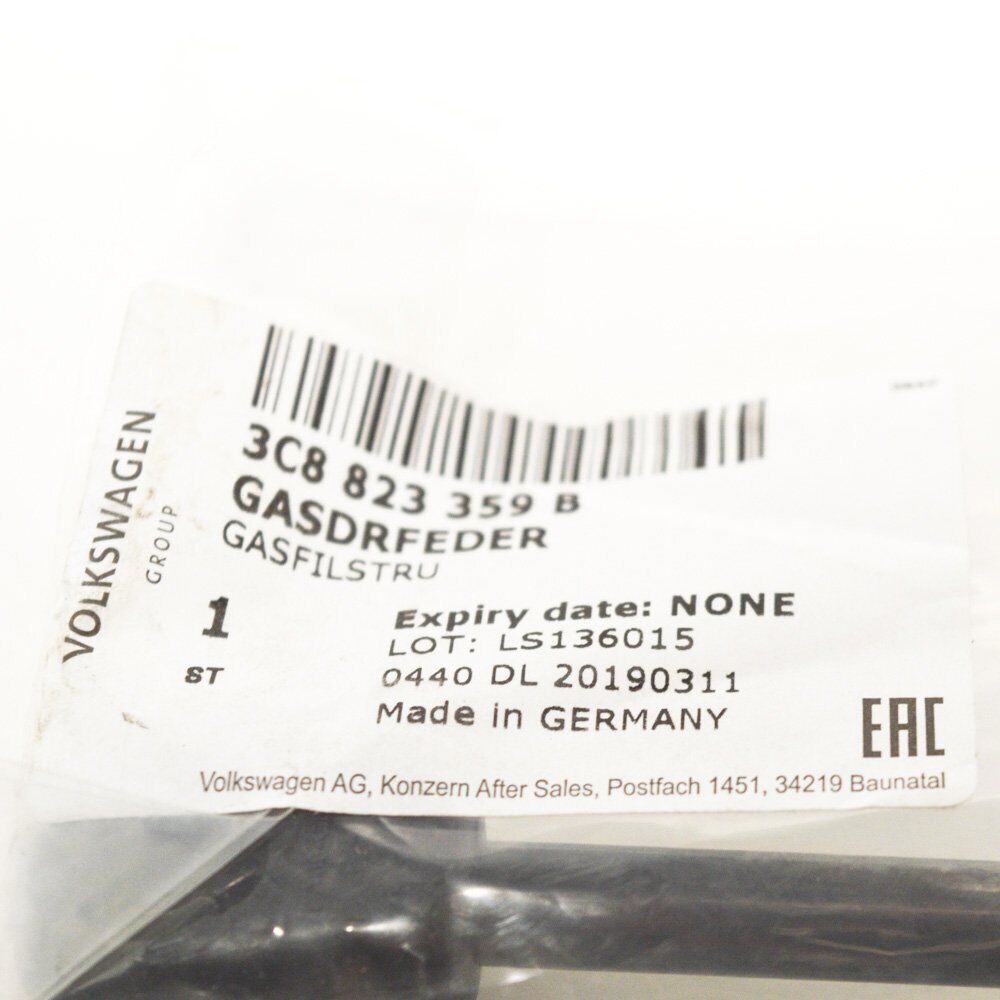 VOLKSWAGEN
GROUP
3C8 823 359 B
GASDRFEDER
GASFILSTRU
1
ST
Expiry date: NONE
LOT: LS136015
0440 DL 20190311
Made in GERMANY
EAC
Volkswagen AG, Konzern After Sales, Postfach 1451, 34219 Baunatal